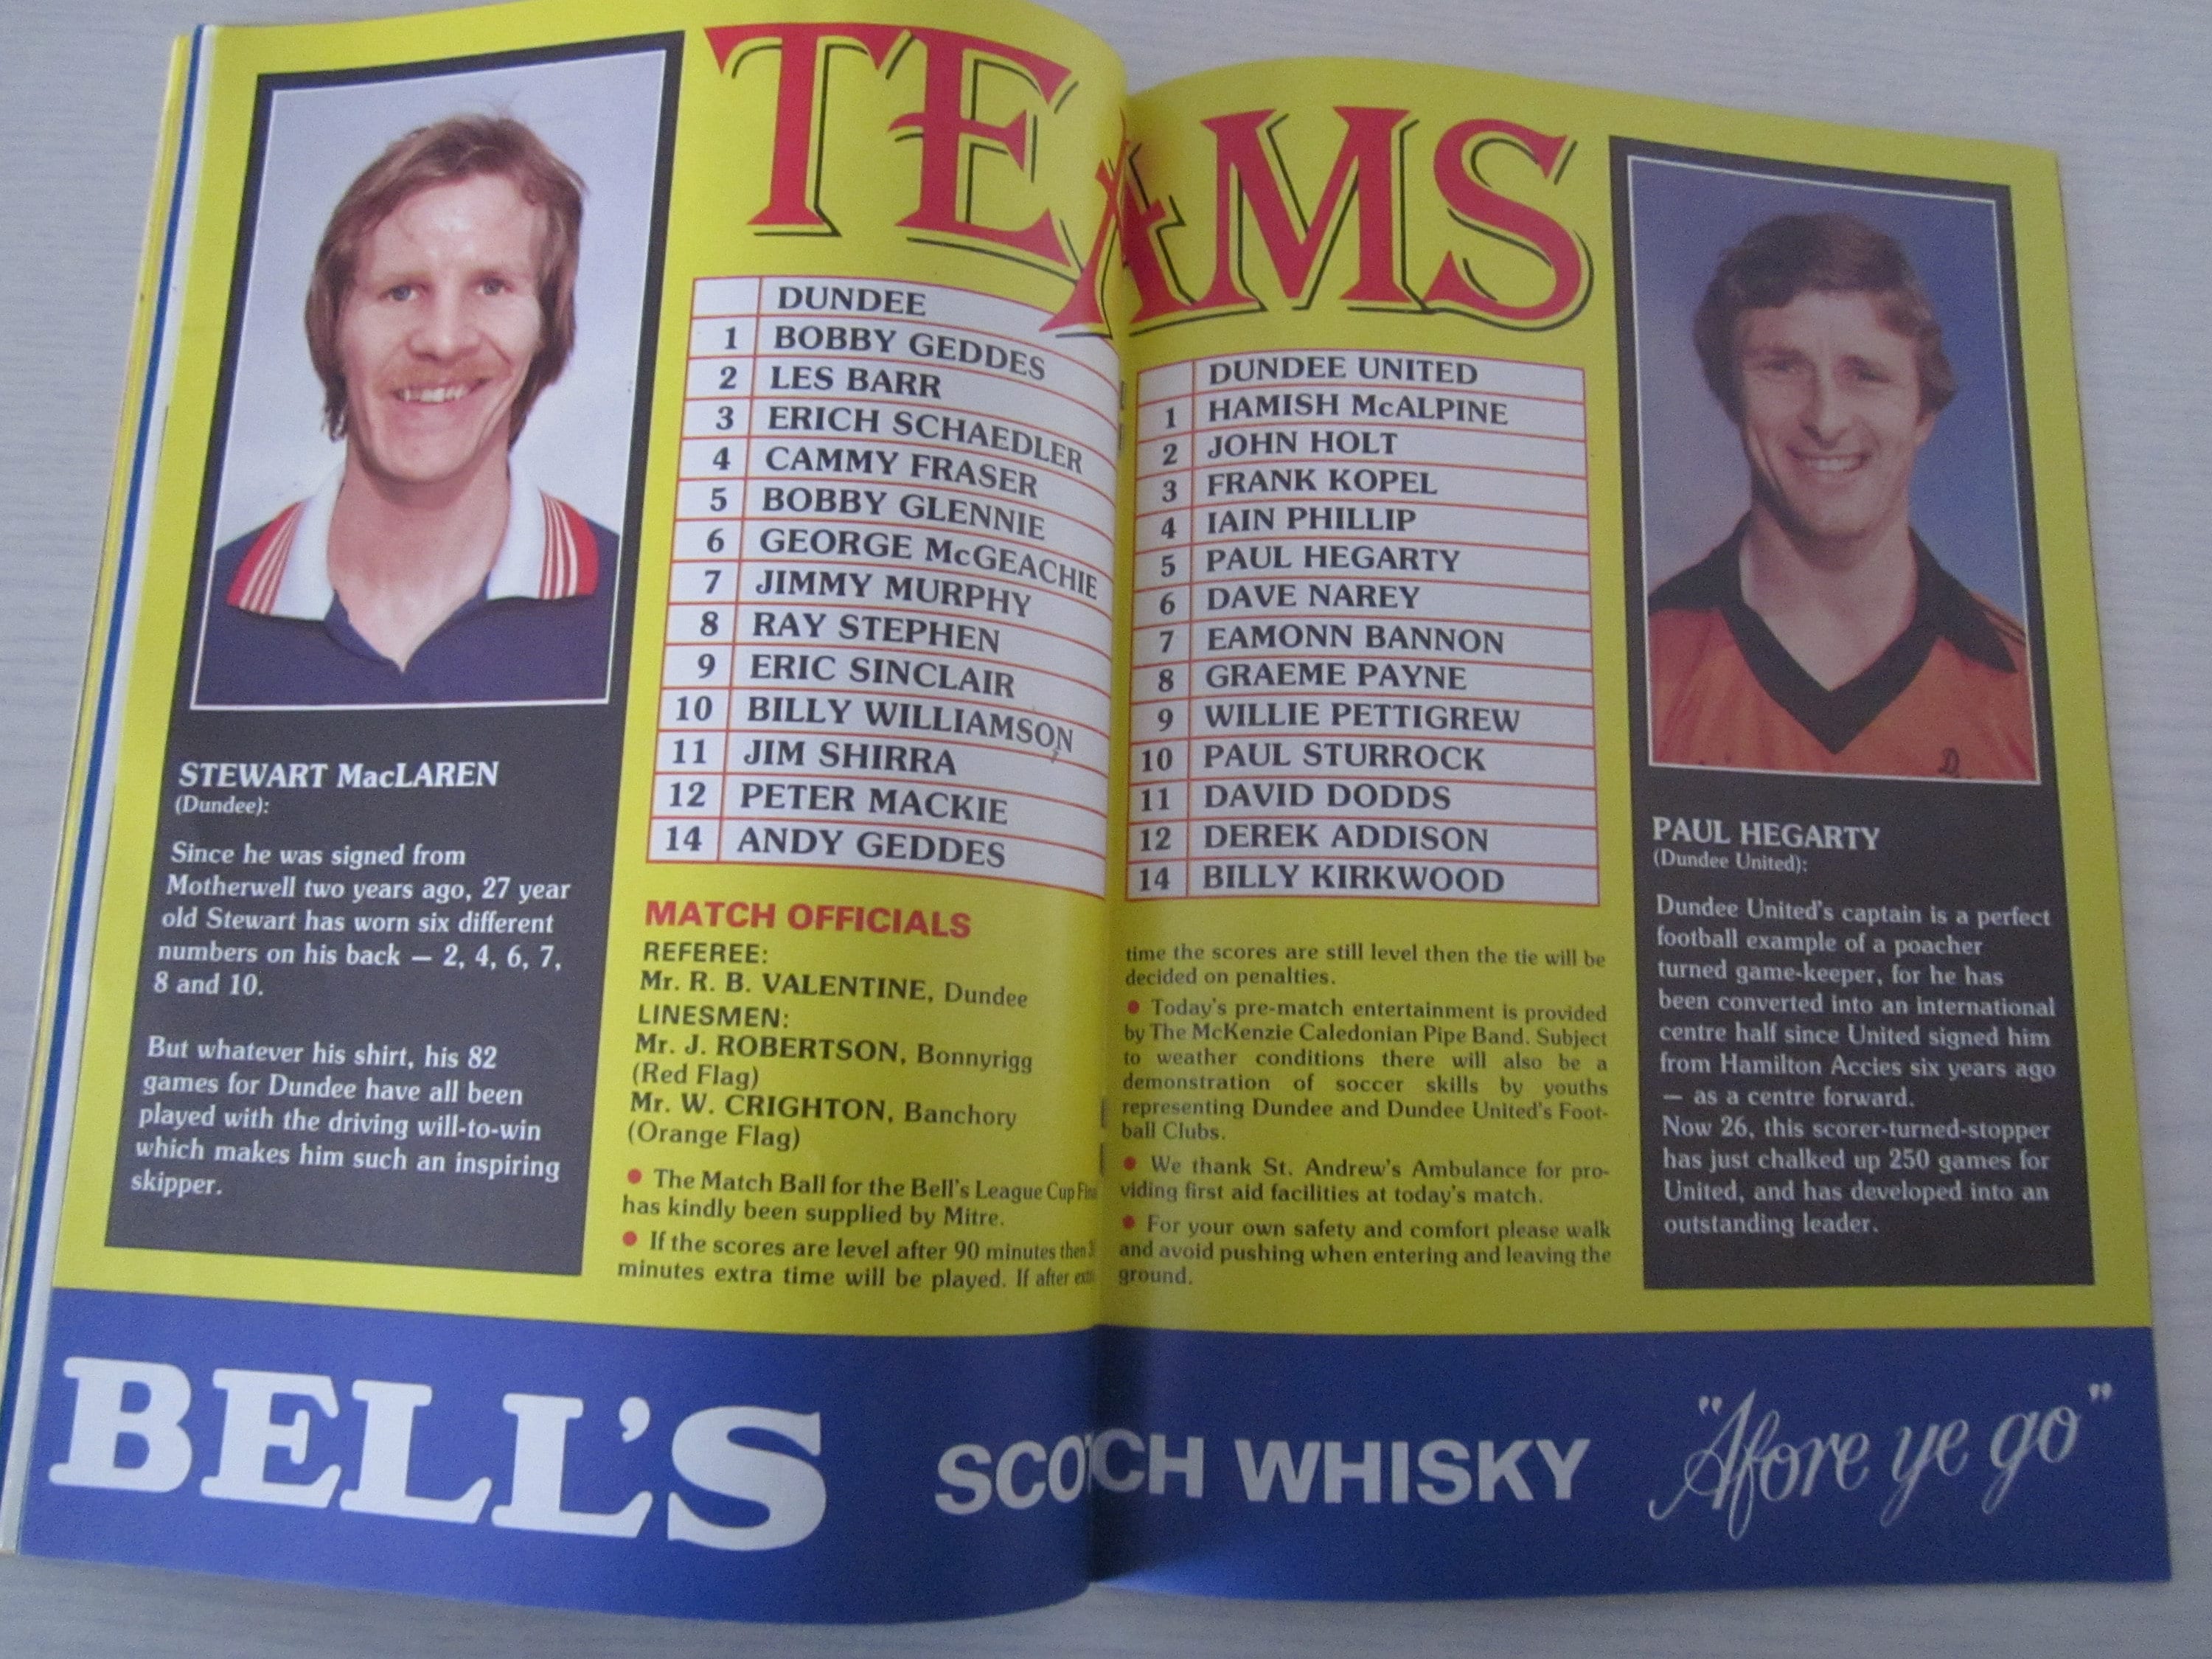 TEAMS
STEWART MacLAREN
(Dundee):
Since he was signed from
Motherwell two years ago, 27 year
old Stewart has worn six different
numbers on his back — 2, 4, 6, 7,
8 and 10.
But whatever his shirt, his 82
games for Dundee have all been
played with the driving will-to-win
which makes him such an inspiring
skipper.
DUNDEE
1 BOBBY GEDDES
2 LES BARR
3 ERICH SCHAEDLER
4 CAMMY FRASER
5 BOBBY GLENNIE
6 GEORGE McGEACHIE
7 JIMMY MURPHY
8 RAY STEPHEN
9 ERIC SINCLAIR
10 BILLY WILLIAMSON
11 JIM SHIRRA
12 PETER MACKIE
14 ANDY GEDDES
MATCH OFFICIALS
REFEREE:
Mr. R. B. VALENTINE, Dundee
LINESMEN:
Mr. J. ROBERTSON, Bonnyrigg
(Red Flag)
Mr. W. CRIGHTON, Banchory
(Orange Flag)
• The Match Ball for the Bell's League Cup
has kindly been supplied by Mitre.
• If the scores are level after 90 minutes then
minutes extra time will be played. If after
DUNDEE UNITED
1 HAMISH McALPINE
2 JOHN HOLT
3 FRANK KOPEL
4 IAIN PHILLIP
5 PAUL HEGARTY
6 DAVE NAREY
7 EAMONN BANNON
8 GRAEME PAYNE
9 WILLIE PETTIGREW
10 PAUL STURROCK
11 DAVID DODDS
12 DEREK ADDISON
14 BILLY KIRKWOOD
time the scores are still level then the tie will be
decided on penalties.
• Today's pre-match entertainment is provided
by The McKenzie Caledonian Pipe Band. Subject
to weather conditions there will also be a
demonstration of soccer skills by youths
representing Dundee and Dundee United's Foot-
ball Clubs.
• We thank St. Andrew's Ambulance for pro-
viding first aid facilities at today's match.
• For your own safety and comfort please walk
and avoid pushing when entering and leaving the
ground.
PAUL HEGARTY
(Dundee United):
Dundee United's captain is a perfect
football example of a poacher
turned game-keeper, for he has
been converted into an international
centre half since United signed him
from Hamilton Accies six years ago
— as a centre forward.
Now 26, this scorer-turned-stopper
has just chalked up 250 games for
United, and has developed into an
outstanding leader.
BELL'S SCOTCH WHISKY "Afore ye go"